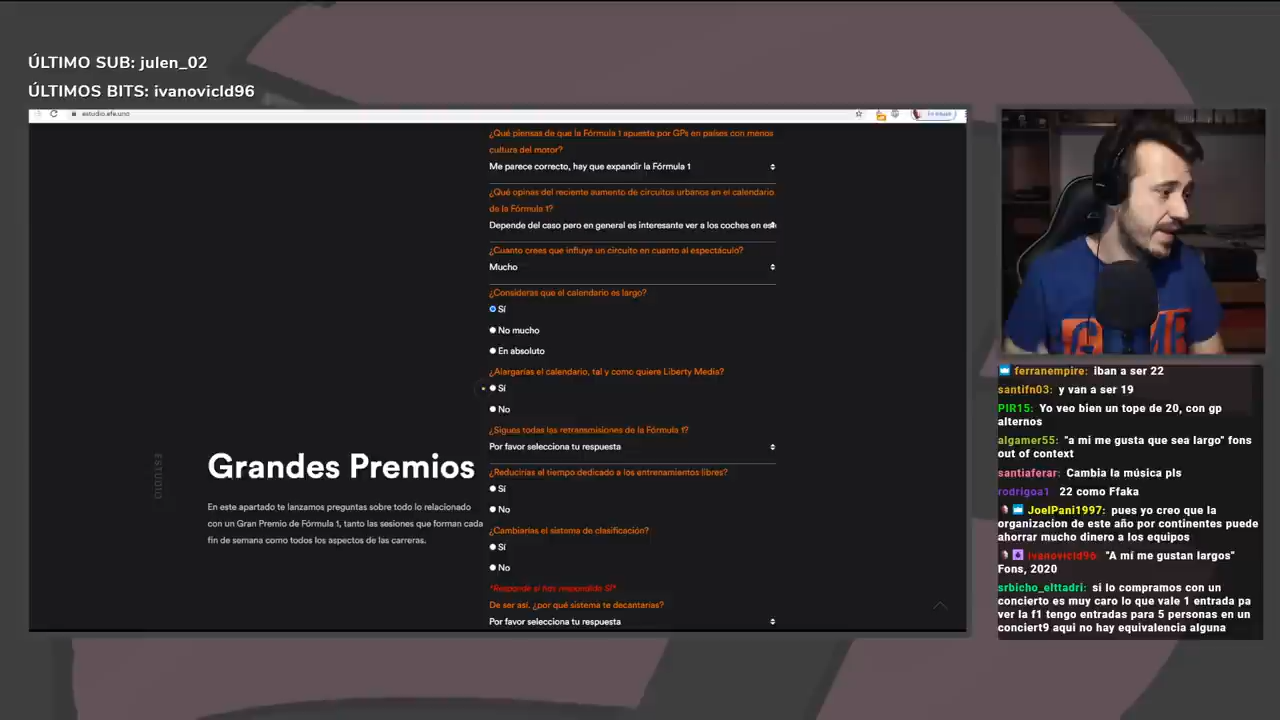 ÚLTIMO SUB: julen_02
ÚLTIMOS BITS: ivanovicld96
estudio.efe.uno
¿Qué piensas de que la Fórmula 1 apueste por GPs en países con menos
cultura del motor?
Me parece correcto, hay que expandir la Fórmula 1
¿Qué opinas del reciente aumento de circuitos urbanos en el calendario
de la Fórmula 1?
Depende del caso pero en general es interesante ver a los coches en es
¿Cuanto crees que influye un circuito en cuanto al espectáculo?
Mucho
¿Consideras que el calendario es largo?
Sí
No mucho
En absoluto
¿Alargarías el calendario, tal y como quiere Liberty Media?
Sí
No
¿Sigues todas las retransmisiones de la Fórmula 1?
Por favor selecciona tu respuesta
¿Reducirías el tiempo dedicado a los entrenamientos libres?
Sí
No
¿Cambiarías el sistema de clasificación?
Sí
No
*Responde si has respondido SÍ*
De ser así, ¿por qué sistema te decantarías?
Por favor selecciona tu respuesta
ESTUDIO
Grandes Premios
En este apartado te lanzamos preguntas sobre todo lo relacionado
con un Gran Premio de Fórmula 1, tanto las sesiones que forman cada
fin de semana como todos los aspectos de las carreras.
ferranempire: iban a ser 22
santifn03: y van a ser 19
PIR15: Yo veo bien un tope de 20, con gp
alternos
algamer55: "a mi me gusta que sea largo" fons
out of context
santiaferar: Cambia la música pls
rodrigoa1: 22 como Ffaka
JoelPani1997: pues yo creo que la
organizacion de este año por continentes puede
ahorrar mucho dinero a los equipos
ivanovicld96: "A mí me gustan largos"
Fons, 2020
srbicho_elttadri: si lo compramos con un
concierto es muy caro lo que vale 1 entrada pa
ver la f1 tengo entradas para 5 personas en un
conciert9 aqui no hay equivalencia alguna